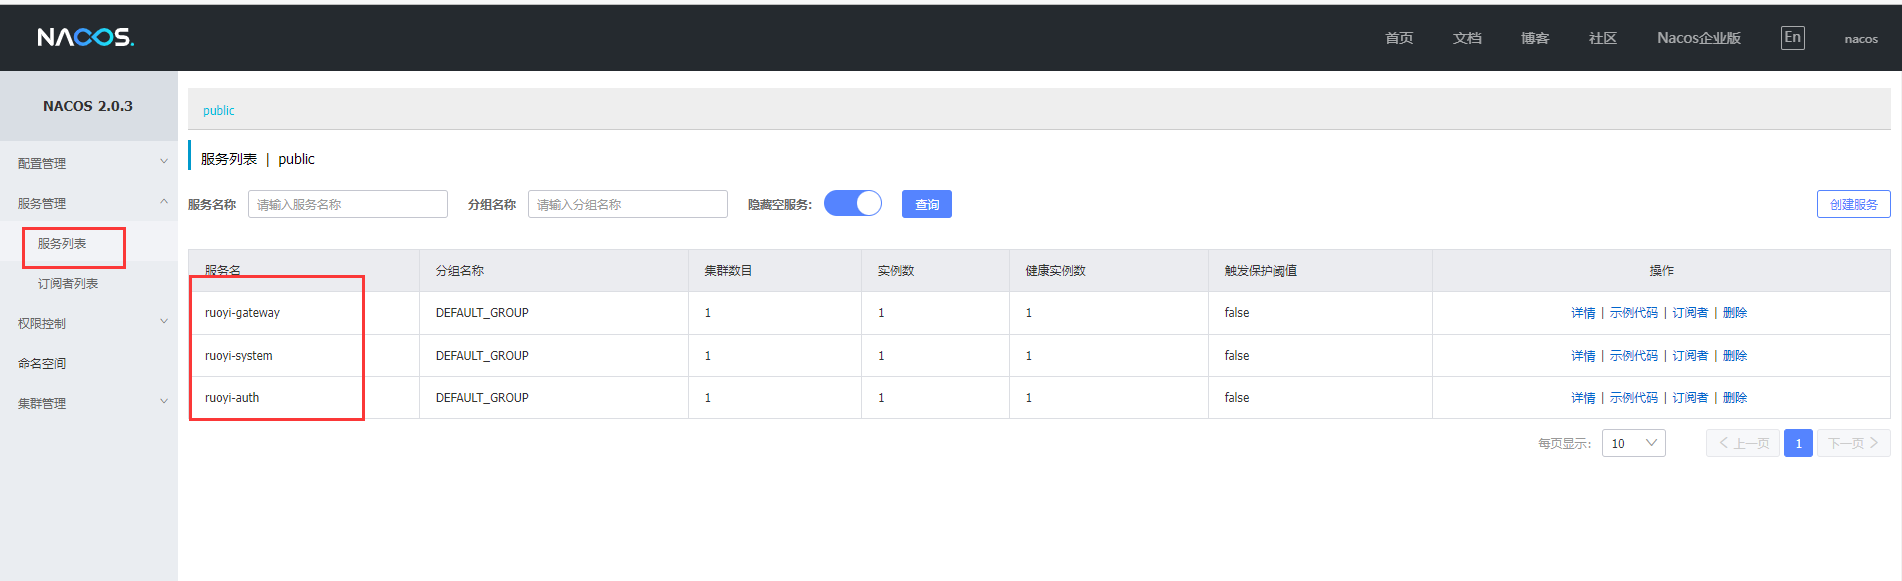 NACOS.
首页 文档 博客 社区 Nacos企业版 En nacos
NACOS 2.0.3
配置管理
服务管理
服务列表
订阅者列表
权限控制
命名空间
集群管理
public
服务列表 | public
服务名称 请输入服务名称 分组名称 请输入分组名称 隐藏空服务: 查询 创建服务
服务名 分组名称 集群数目 实例数 健康实例数 触发保护阈值 操作
ruoyi-gateway DEFAULT_GROUP 1 1 1 false 详情 | 示例代码 | 订阅者 | 删除
ruoyi-system DEFAULT_GROUP 1 1 1 false 详情 | 示例代码 | 订阅者 | 删除
ruoyi-auth DEFAULT_GROUP 1 1 1 false 详情 | 示例代码 | 订阅者 | 删除
每页显示: 10 上一页 1 下一页